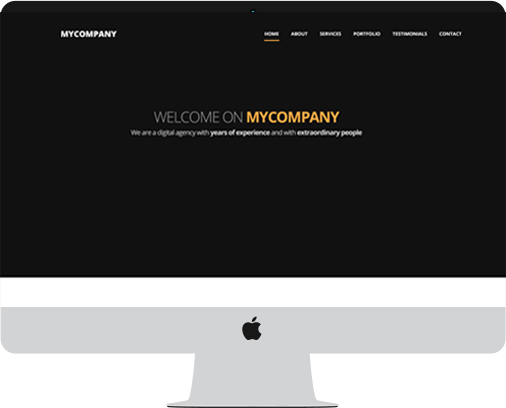 MYCOMPANY HOME ABOUT SERVICES PORTFOLIO TESTIMONIALS CONTACT
WELCOME ON MYCOMPANY
We are a digital agency with years of experience and with extraordinary people